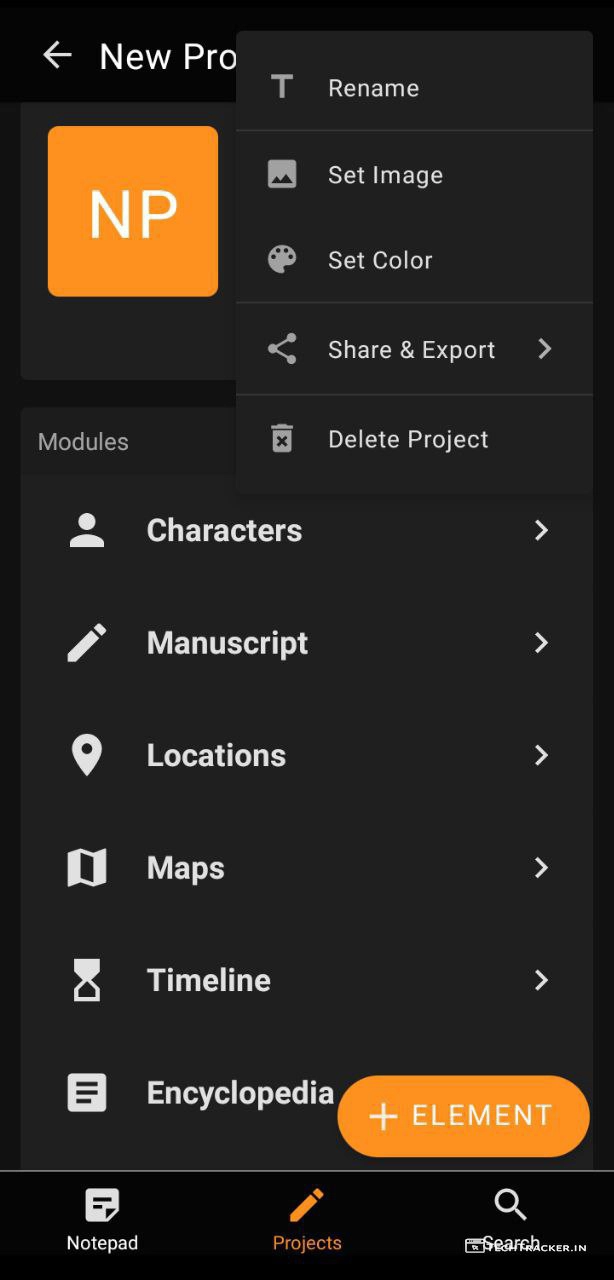 New Pro
Rename
Set Image
Set Color
Share & Export
Delete Project
NP
Modules
Characters
Manuscript
Locations
Maps
Timeline
Encyclopedia
ELEMENT
Notepad
Projects
Search
TECHTRACKER.IN